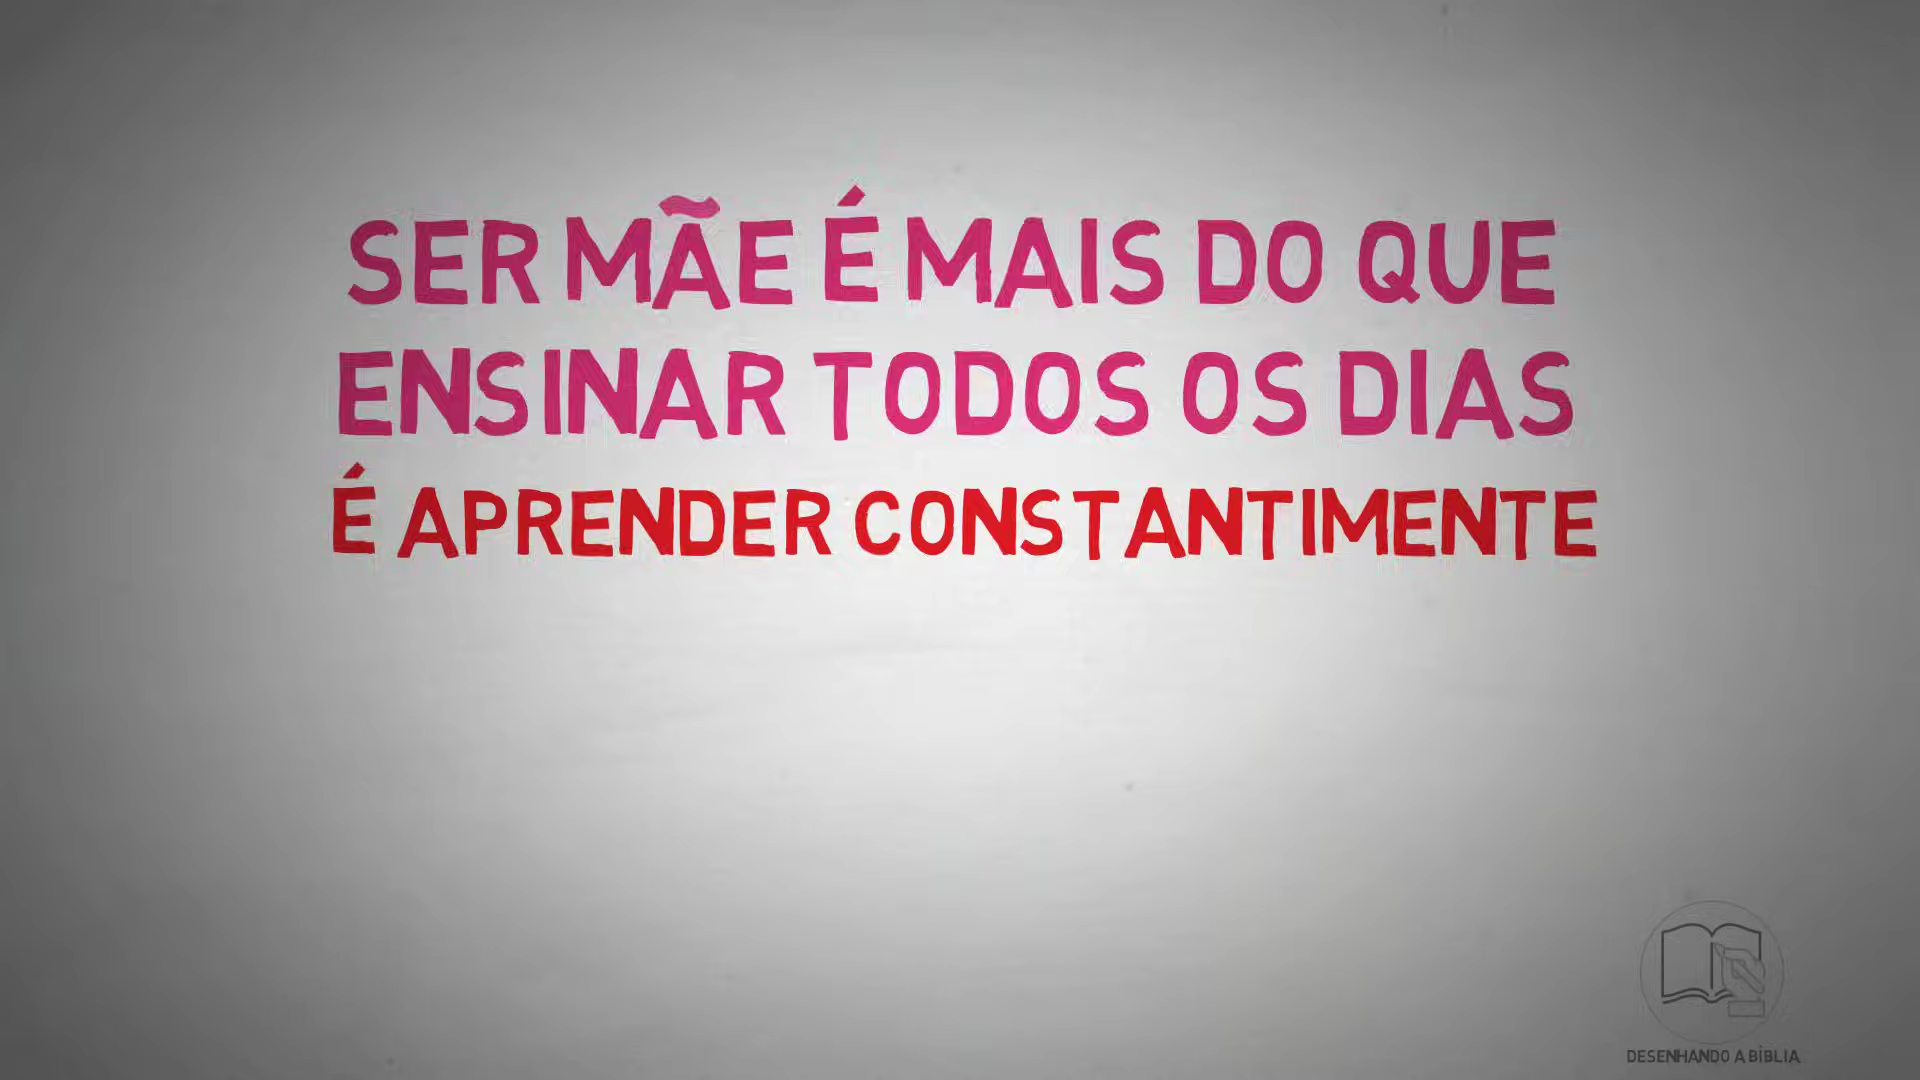 SER MÃE É MAIS DO QUE
ENSINAR TODOS OS DIAS
É APRENDER CONSTANTIMENTE
DESENHANDO A BÍBLIA